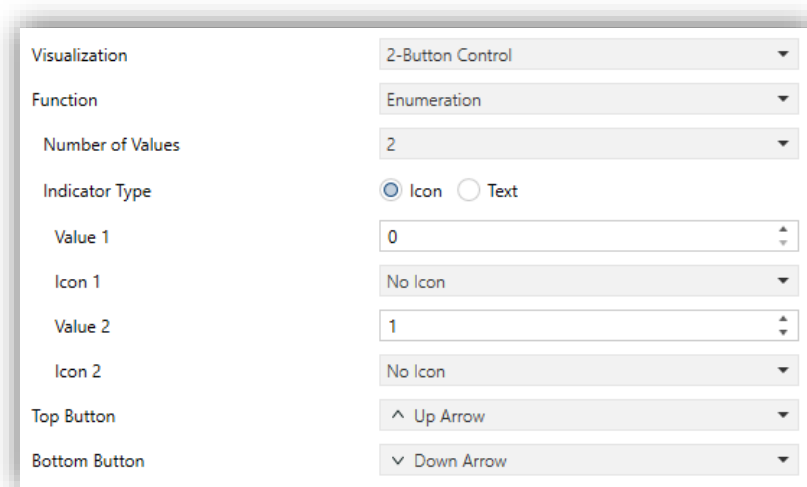 Visualization 2-Button Control
Function Enumeration
Number of Values 2
Indicator Type Icon Text
Value 1 0
Icon 1 No Icon
Value 2 1
Icon 2 No Icon
Top Button Up Arrow
Bottom Button Down Arrow